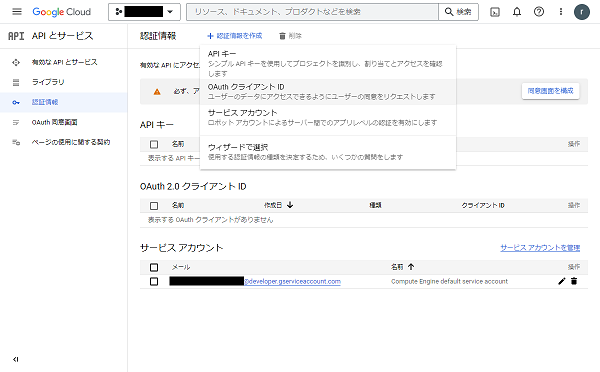 Google Cloud
リソース、ドキュメント、プロダクトなどを検索
検索
r
API APIとサービス
認証情報
+ 認証情報を作成
削除
有効な API とサービス
ライブラリ
認証情報
OAuth 同意画面
ページの使用に関する契約
有効な API にアクセス
API キー
シンプル API キーを使用してプロジェクトを識別し、割り当てとアクセスを確認
します
OAuth クライアント ID
ユーザーのデータにアクセスできるようにユーザーの同意をリクエストします
サービス アカウント
ロボット アカウントによるサーバー間でのアプリレベルの認証を有効にします
ウィザードで選択
使用する認証情報の種類を決定するため、いくつかの質問をします
必ず、ア
同意画面を構成
API キー
名前
操作
表示する API キー
OAuth 2.0 クライアント ID
名前 作成日 種類 クライアント ID 操作
表示する OAuth クライアントがありません
サービス アカウント
サービス アカウントを管理
メール 名前 操作
@developer.gserviceaccount.com Compute Engine default service account